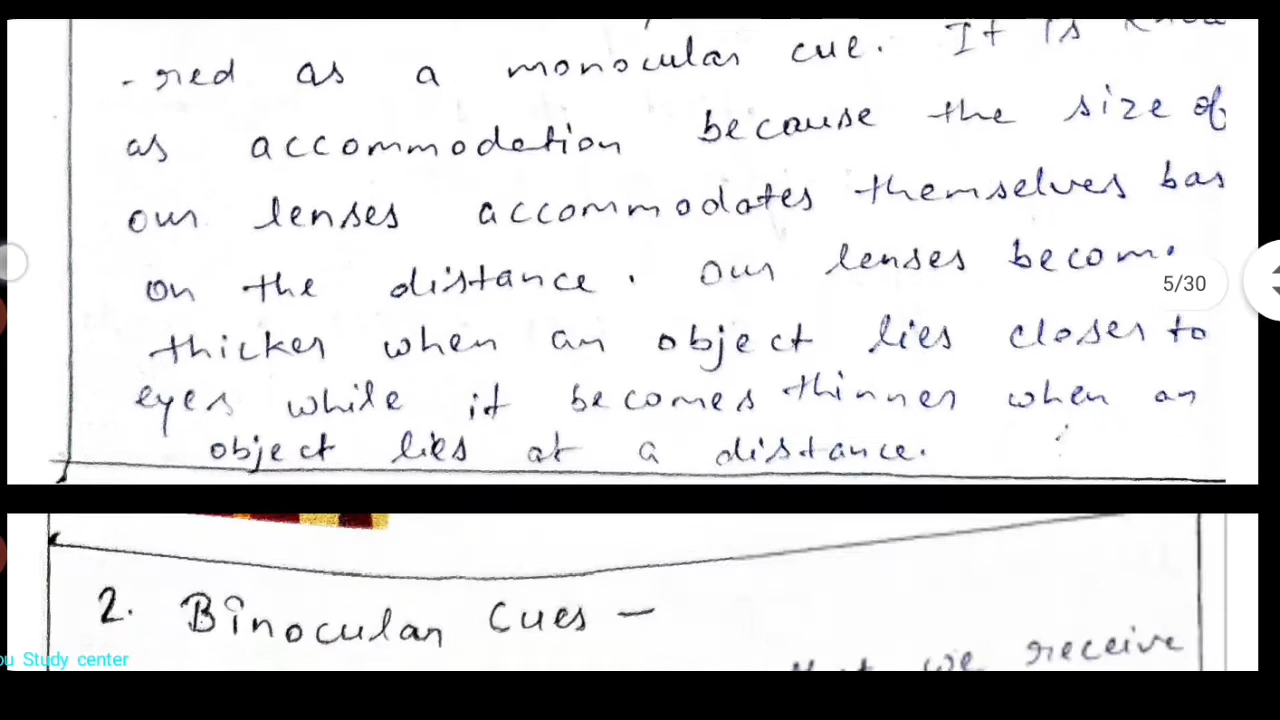 -red as a monocular cue. It is
as accommodation because the size of
our lenses accommodates themselves bas
on the distance. Our lenses becom
5/30
thicker when an object lies closer to
eyes while it becomes thinner when an
object lies at a distance.
2. Binocular Cues -
we receive
ou Study center